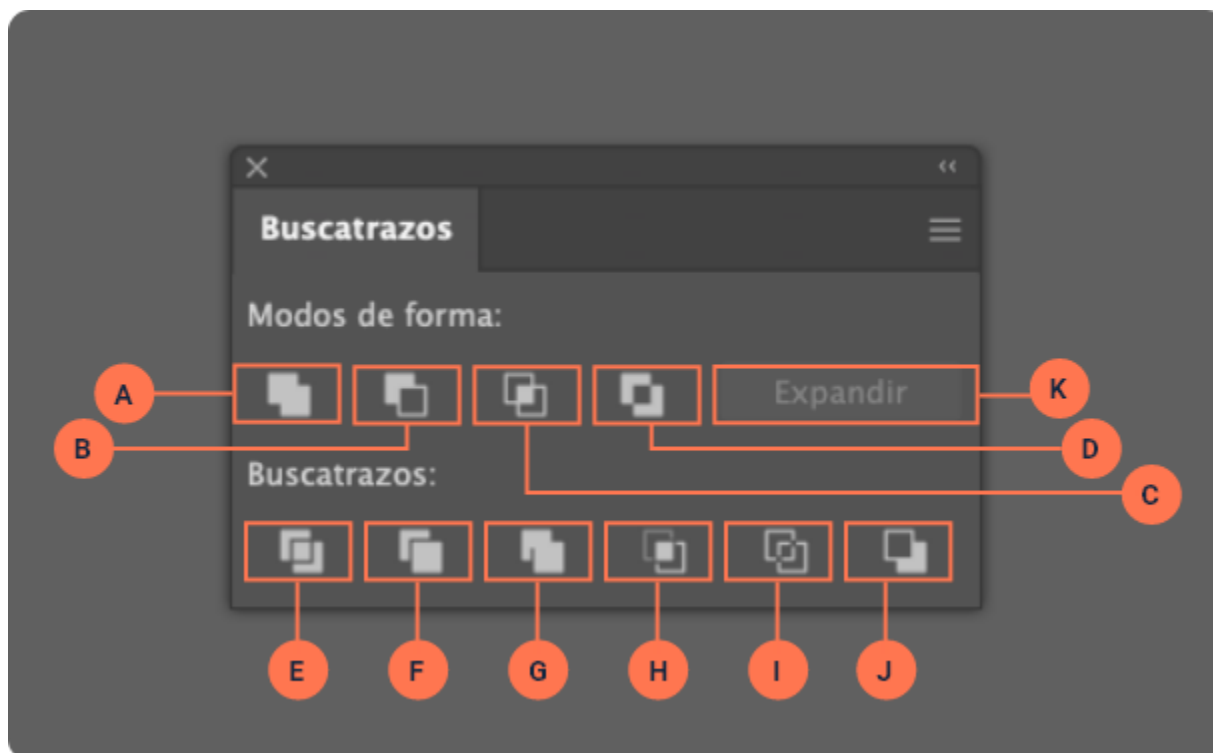 Buscatrazos
Modos de forma:
A
Expandir
K
B
D
Buscatrazos:
C
E F G H I J